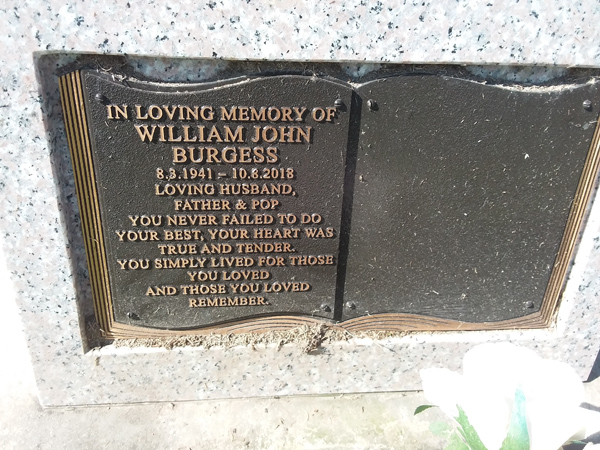 IN LOVING MEMORY OF
WILLIAM JOHN
BURGESS
8.3.1941 – 10.8.2018
LOVING HUSBAND,
FATHER & POP
YOU NEVER FAILED TO DO
YOUR BEST, YOUR HEART WAS
TRUE AND TENDER.
YOU SIMPLY LIVED FOR THOSE
YOU LOVED
AND THOSE YOU LOVED
REMEMBER.